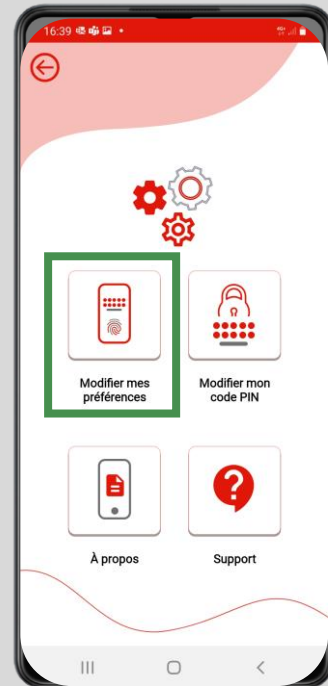 16:39
Modifier mes
préférences
Modifier mon
code PIN
À propos
Support